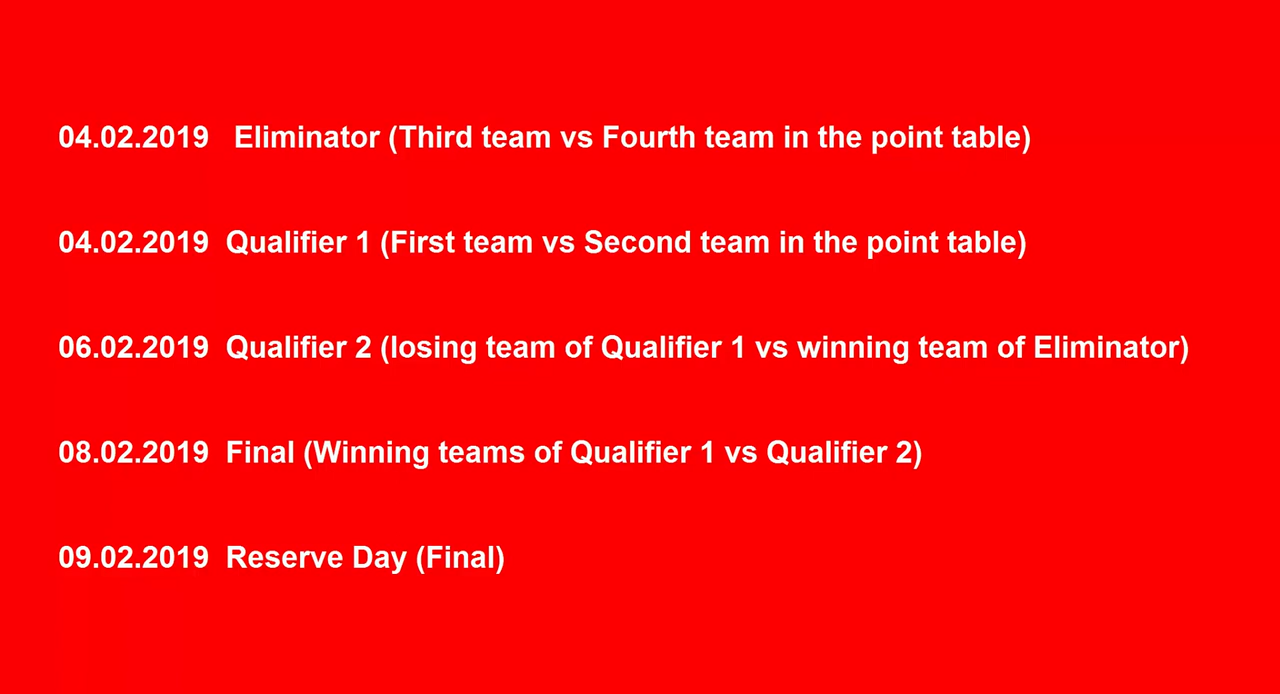 04.02.2019 Eliminator (Third team vs Fourth team in the point table)
04.02.2019 Qualifier 1 (First team vs Second team in the point table)
06.02.2019 Qualifier 2 (losing team of Qualifier 1 vs winning team of Eliminator)
08.02.2019 Final (Winning teams of Qualifier 1 vs Qualifier 2)
09.02.2019 Reserve Day (Final)